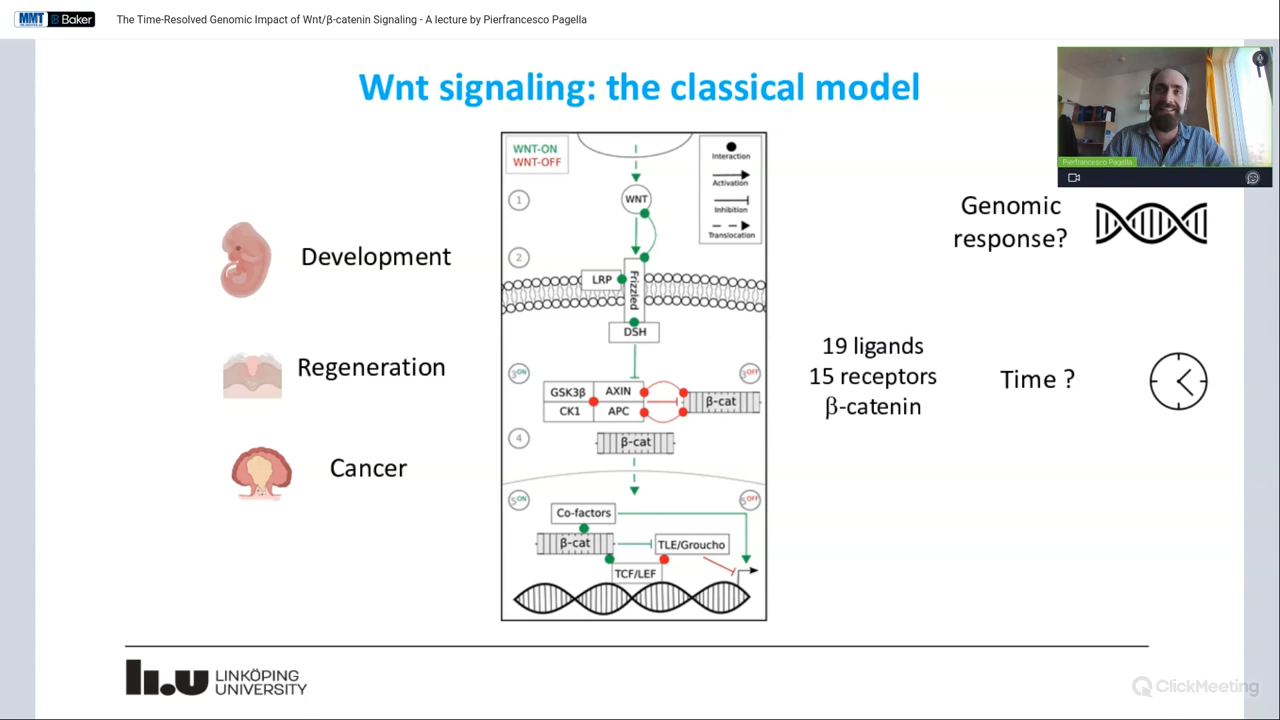 MMT
Baker
The Time-Resolved Genomic Impact of Wnt/β-catenin Signaling - A lecture by Pierfrancesco Pagella
Wnt signaling: the classical model
Pierfrancesco Pagella
Development
Regeneration
Cancer
WNT-ON
WNT-OFF
Interaction
Activation
Inhibition
Translocation
1
WNT
2
LRP
Frizzled
DSH
3ON
3OFF
GSK3β
AXIN
CK1
APC
β-cat
4
β-cat
5ON
5OFF
Co-factors
β-cat
TLE/Groucho
TCF/LEF
19 ligands
15 receptors
β-catenin
Genomic
response?
Time ?
li.u LINKÖPING
UNIVERSITY
ClickMeeting